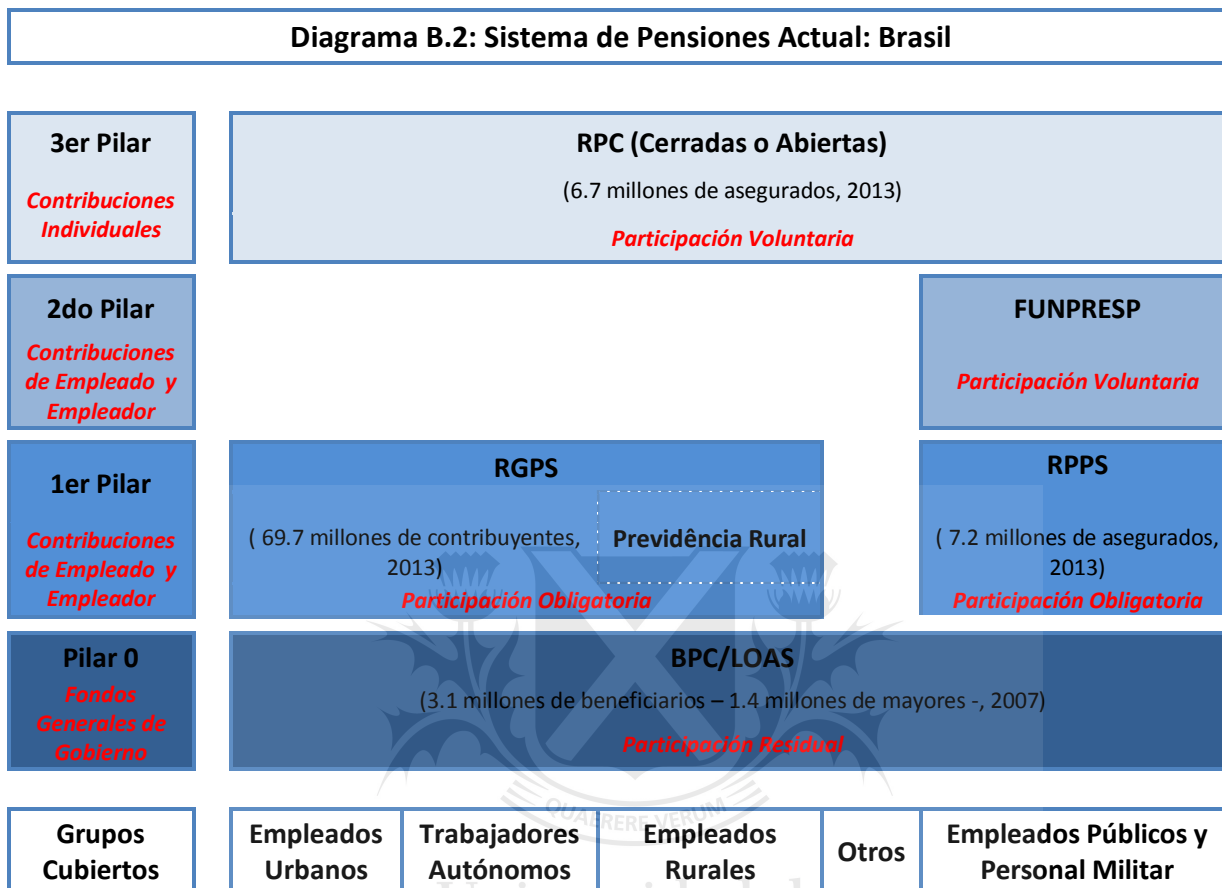 Diagrama B.2: Sistema de Pensiones Actual: Brasil
3er Pilar
Contribuciones
Individuales
RPC (Cerradas o Abiertas)
(6.7 millones de asegurados, 2013)
Participación Voluntaria
2do Pilar
Contribuciones
de Empleado y
Empleador
FUNPRESP
Participación Voluntaria
1er Pilar
Contribuciones
de Empleado y
Empleador
RGPS
( 69.7 millones de contribuyentes,
2013)
Previdência Rural
Participación Obligatoria
RPPS
( 7.2 millones de asegurados,
2013)
Participación Obligatoria
Pilar 0
Fondos
Generales de
Gobierno
BPC/LOAS
(3.1 millones de beneficiarios – 1.4 millones de mayores -, 2007)
Participación Residual
QUAERERE VERUM
Grupos
Cubiertos
Empleados
Urbanos
Trabajadores
Autónomos
Empleados
Rurales
Otros
Empleados Públicos y
Personal Militar